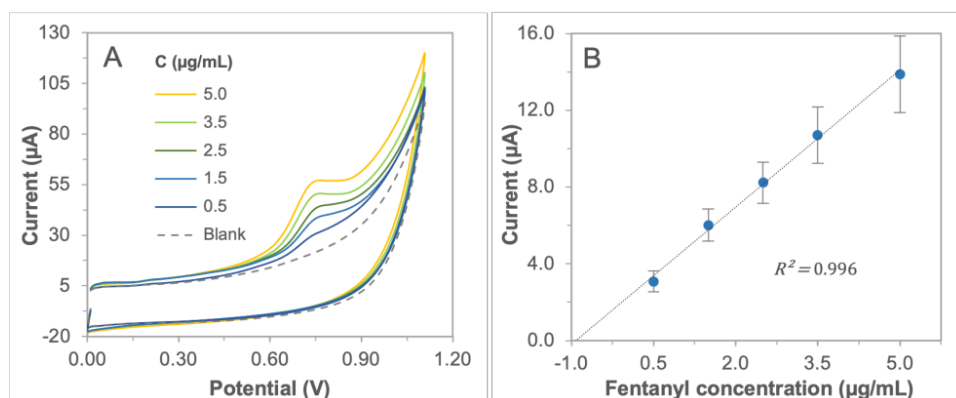 A
C (µg/mL)
5.0
3.5
2.5
1.5
0.5
Blank
130
105
80
55
30
5
-20
0.00 0.30 0.60 0.90 1.20
Current (µA)
Potential (V)
B
16.0
12.0
8.0
4.0
0.0
-1.0 0.5 2.0 3.5 5.0
Current (µA)
Fentanyl concentration (µg/mL)
R² = 0.996